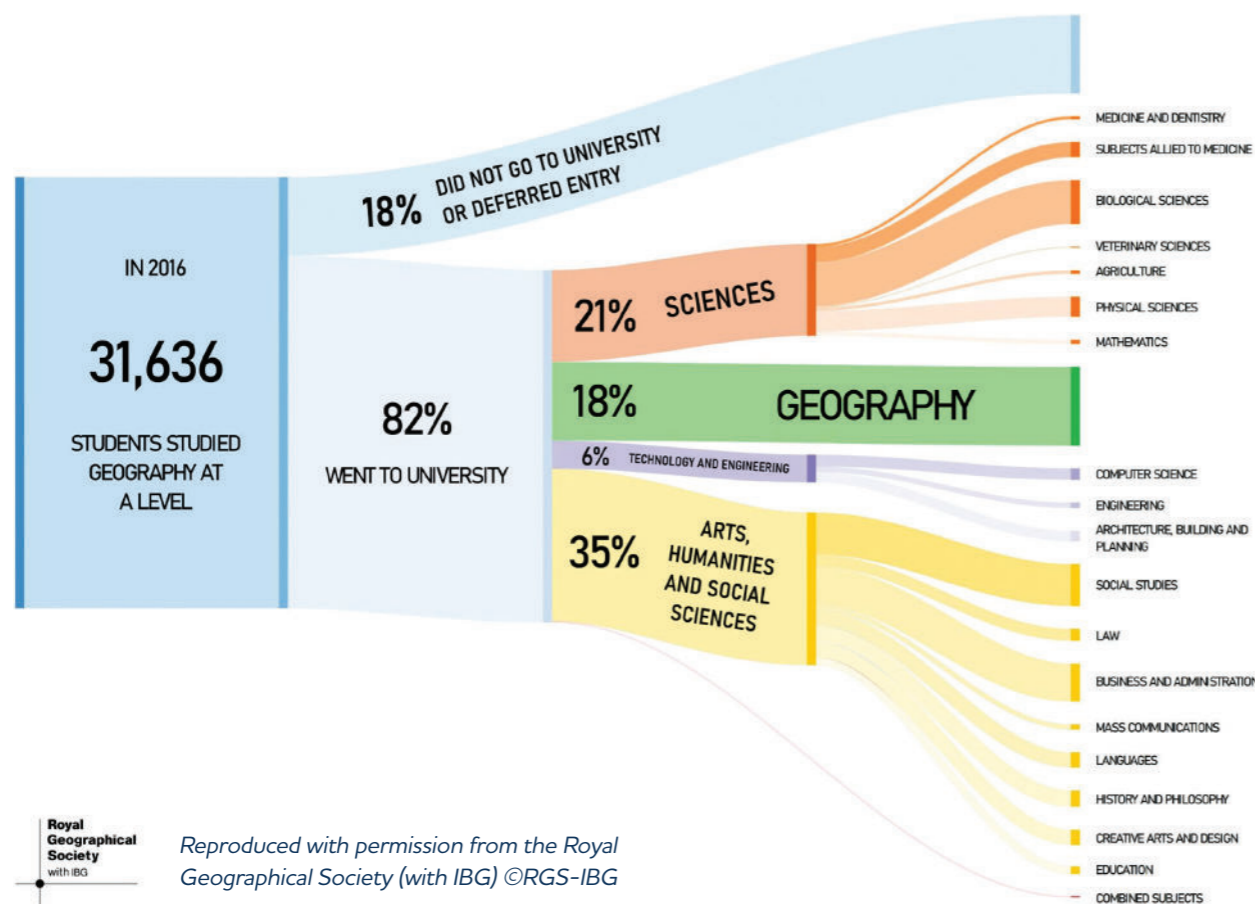 IN 2016
31,636
STUDENTS STUDIED
GEOGRAPHY AT
A LEVEL
18% DID NOT GO TO UNIVERSITY
OR DEFERRED ENTRY
82%
WENT TO UNIVERSITY
21% SCIENCES
18% GEOGRAPHY
6% TECHNOLOGY AND ENGINEERING
35% ARTS,
HUMANITIES
AND SOCIAL
SCIENCES
MEDICINE AND DENTISTRY
SUBJECTS ALLIED TO MEDICINE
BIOLOGICAL SCIENCES
VETERINARY SCIENCES
AGRICULTURE
PHYSICAL SCIENCES
MATHEMATICS
COMPUTER SCIENCE
ENGINEERING
ARCHITECTURE, BUILDING AND
PLANNING
SOCIAL STUDIES
LAW
BUSINESS AND ADMINISTRATION
MASS COMMUNICATIONS
LANGUAGES
HISTORY AND PHILOSOPHY
CREATIVE ARTS AND DESIGN
EDUCATION
COMBINED SUBJECTS
Royal
Geographical
Society
with IBG
Reproduced with permission from the Royal
Geographical Society (with IBG) ©RGS-IBG